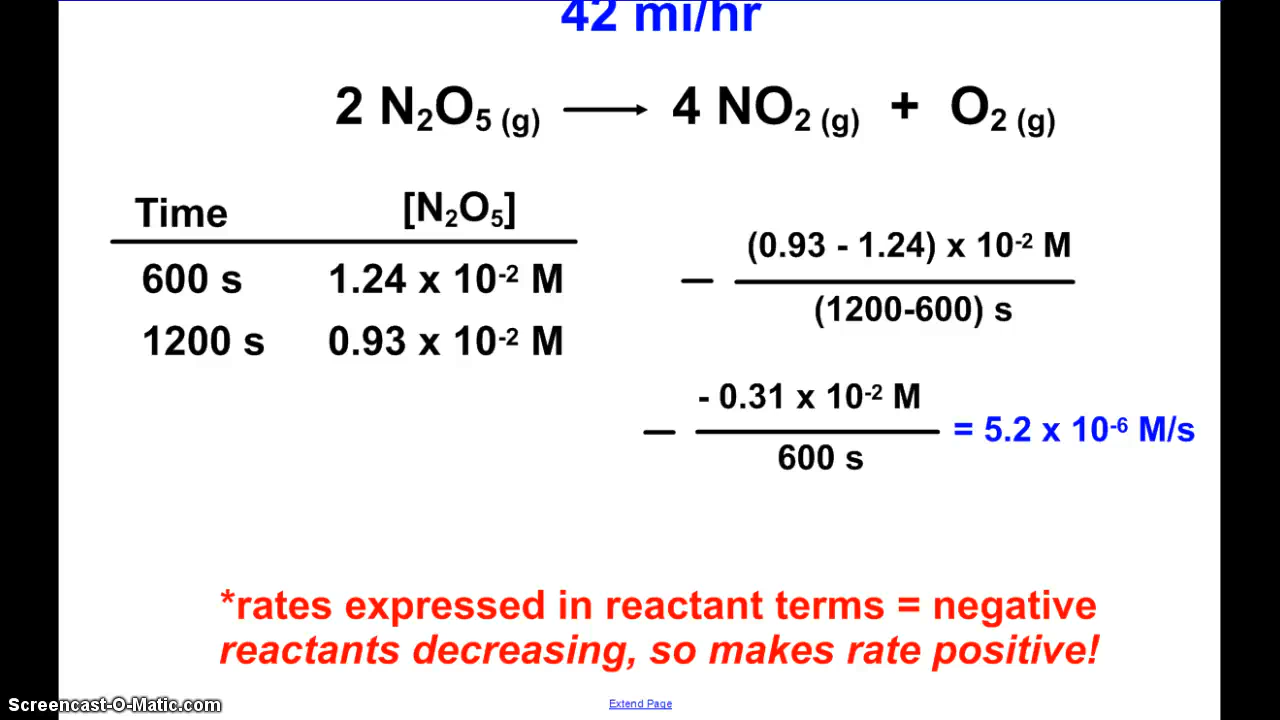 42 mi/hr
2 N₂O₅ (g) ⟶ 4 NO₂ (g) + O₂ (g)
Time [N₂O₅]
600 s 1.24 x 10⁻² M
1200 s 0.93 x 10⁻² M
— (0.93 - 1.24) x 10⁻² M
(1200-600) s
— - 0.31 x 10⁻² M
600 s
= 5.2 x 10⁻⁶ M/s
*rates expressed in reactant terms = negative
reactants decreasing, so makes rate positive!
Extend Page
Screencast-O-Matic.com